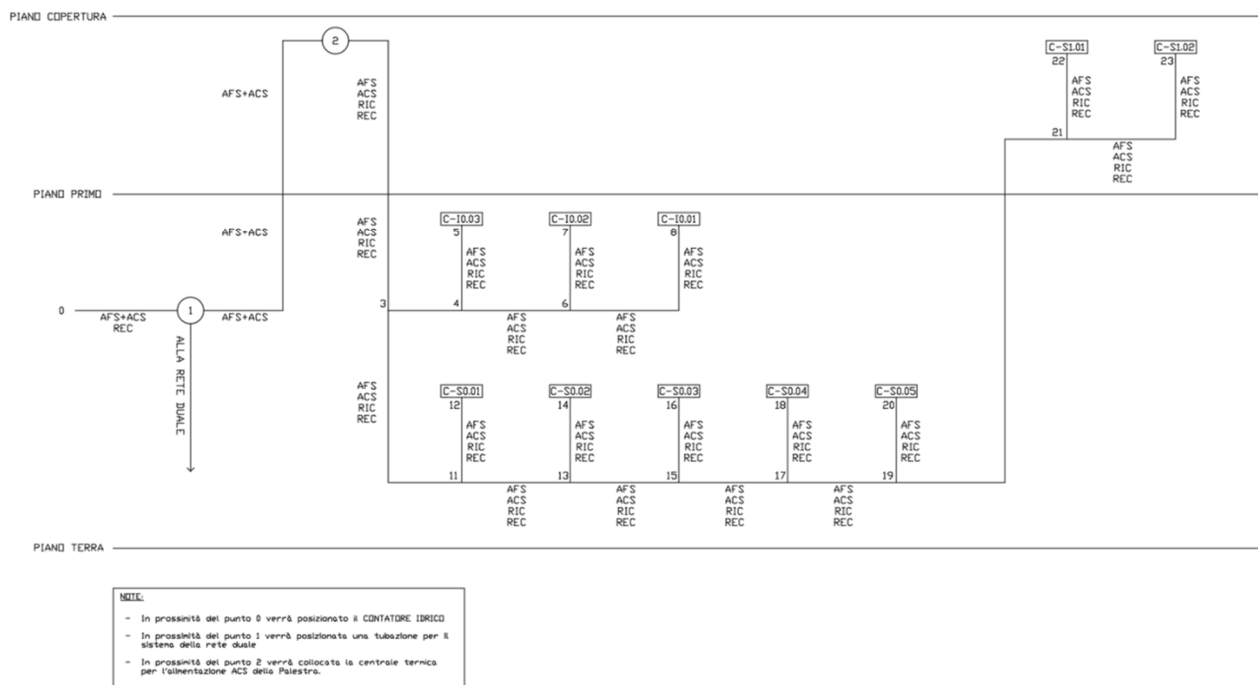 PIANO COPERTURA
2
C-S1.01
C-S1.02
22
23
AFS+ACS
AFS
ACS
RIC
REC
AFS
ACS
RIC
REC
AFS
ACS
RIC
REC
21
AFS
ACS
RIC
REC
PIANO PRIMO
AFS+ACS
AFS
ACS
RIC
REC
C-I0.03
C-I0.02
C-I0.01
5
7
8
AFS
ACS
RIC
REC
AFS
ACS
RIC
REC
AFS
ACS
RIC
REC
0
AFS+ACS
REC
1
AFS+ACS
3
4
6
AFS
ACS
RIC
REC
AFS
ACS
RIC
REC
ALLA RETE DUALE
AFS
ACS
RIC
REC
C-S0.01
C-S0.02
C-S0.03
C-S0.04
C-S0.05
12
14
16
18
20
AFS
ACS
RIC
REC
AFS
ACS
RIC
REC
AFS
ACS
RIC
REC
AFS
ACS
RIC
REC
AFS
ACS
RIC
REC
11
13
15
17
19
AFS
ACS
RIC
REC
AFS
ACS
RIC
REC
AFS
ACS
RIC
REC
AFS
ACS
RIC
REC
PIANO TERRA
NOTE:
- In prossimità del punto 0 verrà posizionato il CONTATORE IDRICO
- In prossimità del punto 1 verrà posizionata una tubazione per il
sistema della rete duale
- In prossimità del punto 2 verrà collocata la centrale termica
per l'alimentazione ACS della Palestra.